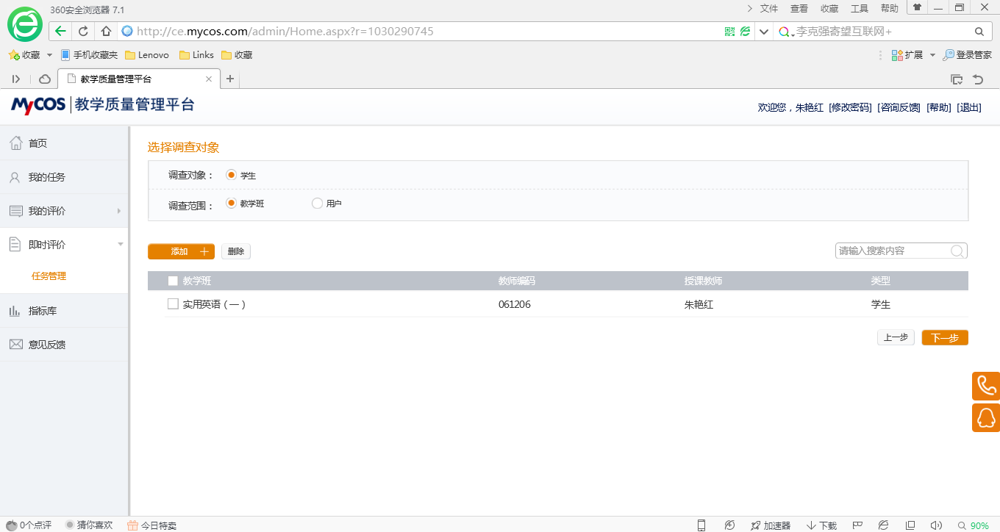 360安全浏览器 7.1 文件 查看 收藏 工具 帮助
http://ce.mycos.com/admin/Home.aspx?r=1030290745 李克强寄望互联网+
收藏 手机收藏夹 Lenovo Links 收藏 扩展 登录管家
教学质量管理平台
MyCOS 教学质量管理平台 欢迎您，朱艳红 [修改密码] [咨询反馈] [帮助] [退出]
首页
我的任务
我的评价
即时评价
任务管理
指标库
意见反馈
选择调查对象
调查对象： 学生
调查范围： 教学班 用户
添加 删除 请输入搜索内容
教学班 教师编码 授课教师 类型
实用英语（一） 061206 朱艳红 学生
上一步 下一步
0个点评 猜你喜欢 今日特卖 加速器 下载 90%